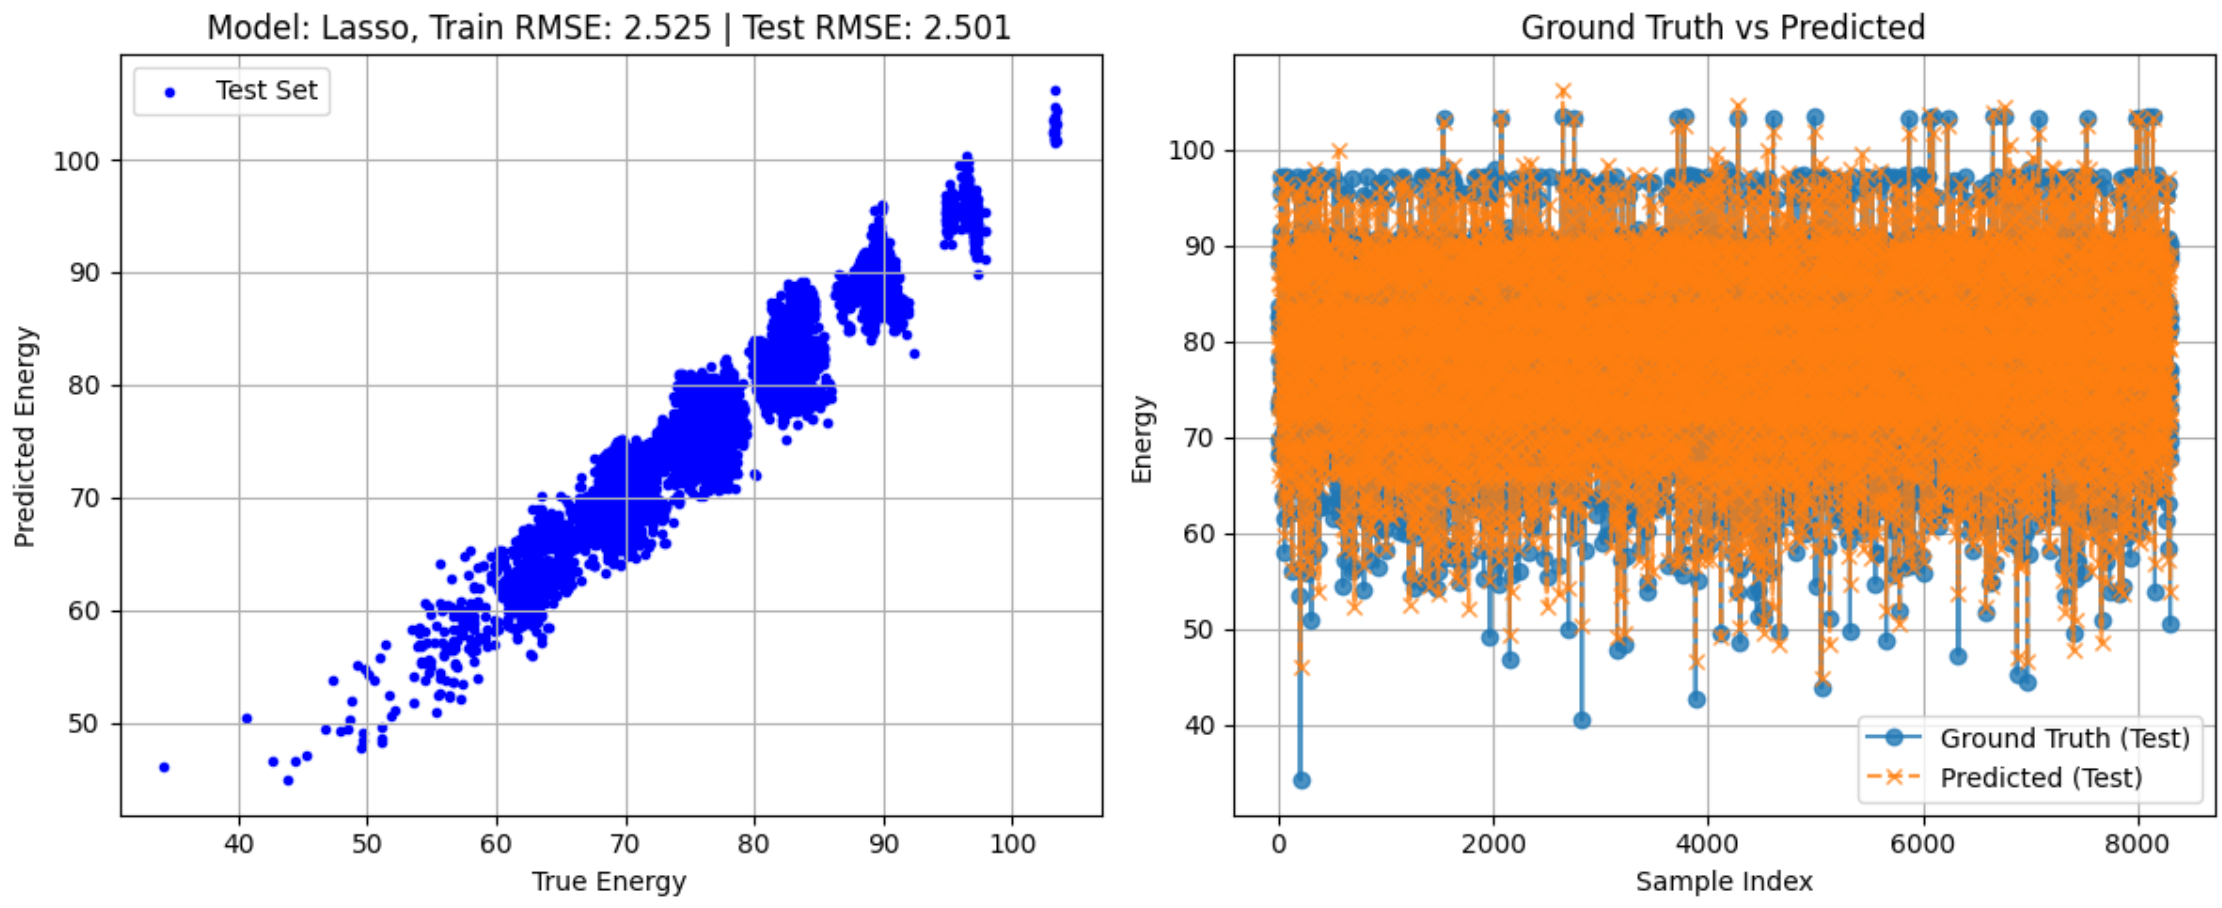 Model: Lasso, Train RMSE: 2.525 | Test RMSE: 2.501
Test Set
Predicted Energy
100
90
80
70
60
50
40 50 60 70 80 90 100
True Energy
Ground Truth vs Predicted
Energy
100
90
80
70
60
50
40
Ground Truth (Test)
Predicted (Test)
0 2000 4000 6000 8000
Sample Index